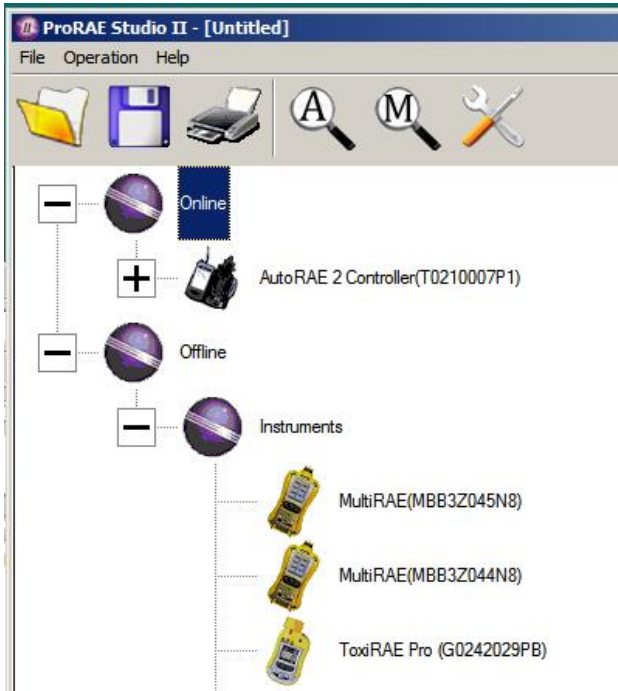 ProRAE Studio II - [Untitled]
File Operation Help
A M
Online
AutoRAE 2 Controller(T0210007P1)
Offline
Instruments
MultiRAE(MBB3Z045N8)
MultiRAE(MBB3Z044N8)
ToxiRAE Pro (G0242029PB)